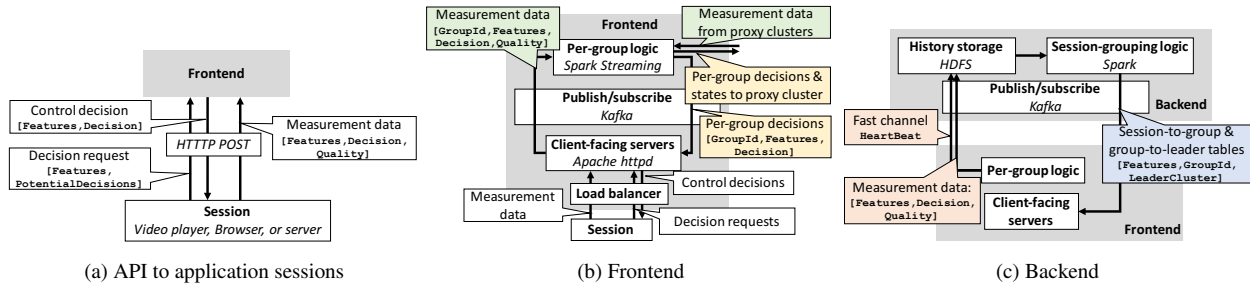 Frontend
Control decision
[Features,Decision]
HTTTP POST
Measurement data
[Features,Decision,
Quality]
Decision request
[Features,
PotentialDecisions]
Session
Video player, Browser, or server
(a) API to application sessions
Measurement data
[GroupId,Features,
Decision,Quality]
Frontend
Measurement data
from proxy clusters
Per-group logic
Spark Streaming
Per-group decisions &
states to proxy cluster
Publish/subscribe
Kafka
Per-group decisions
[GroupId,Features,
Decision]
Client-facing servers
Apache httpd
Control decisions
Load balancer
Measurement
data
Decision requests
Session
(b) Frontend
History storage
HDFS
Session-grouping logic
Spark
Publish/subscribe
Kafka
Backend
Fast channel
HeartBeat
Session-to-group &
group-to-leader tables
[Features,GroupId,
LeaderCluster]
Per-group logic
Measurement data:
[Features,Decision,
Quality]
Client-facing
servers
Frontend
(c) Backend